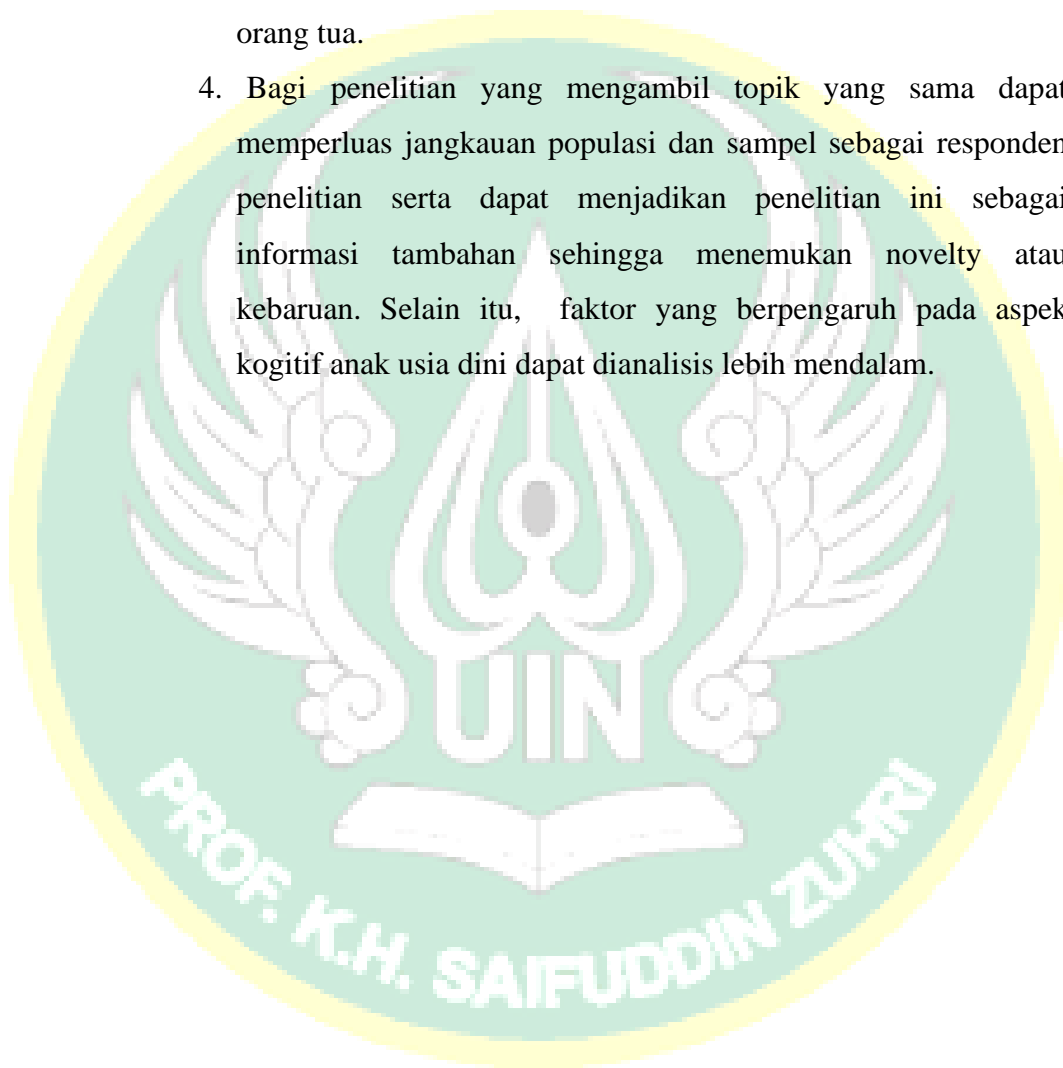 orang tua.
4. Bagi penelitian yang mengambil topik yang sama dapat
memperluas jangkauan populasi dan sampel sebagai responden
penelitian serta dapat menjadikan penelitian ini sebagai
informasi tambahan sehingga menemukan novelty atau
kebaruan. Selain itu, faktor yang berpengaruh pada aspek
kogitif anak usia dini dapat dianalisis lebih mendalam.
UIN
PROF. K.H. SAIFUDDIN ZUHRI